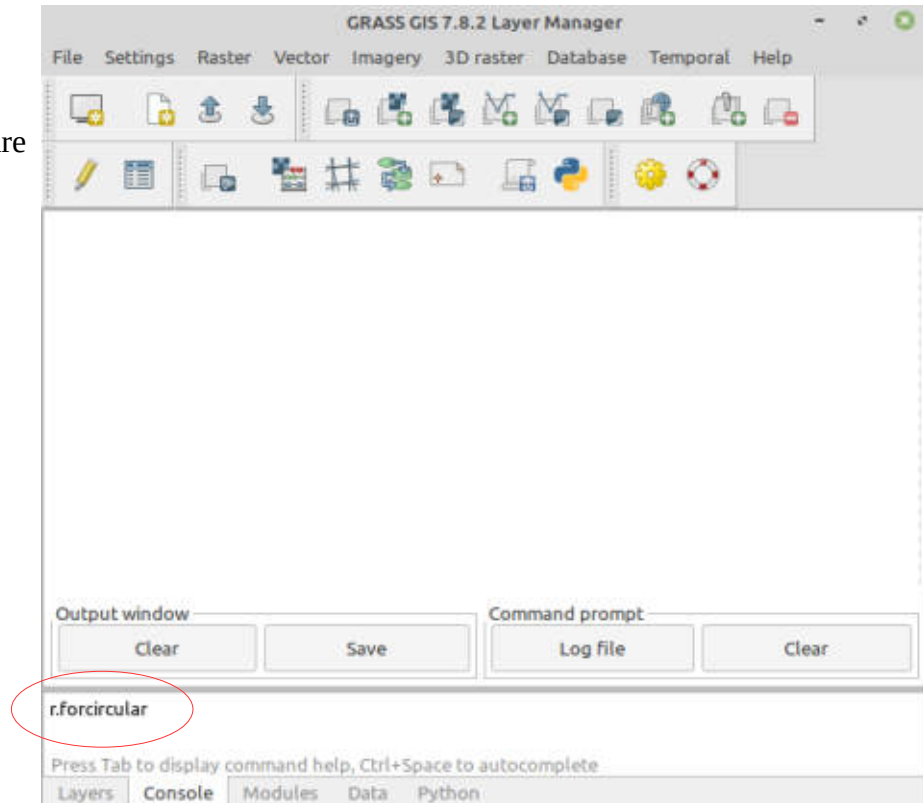 GRASS GIS 7.8.2 Layer Manager
File Settings Raster Vector Imagery 3D raster Database Temporal Help
re
Output window Command prompt
Clear Save Log file Clear
r.forcircular
Press Tab to display command help, Ctrl+Space to autocomplete
Layers Console Modules Data Python